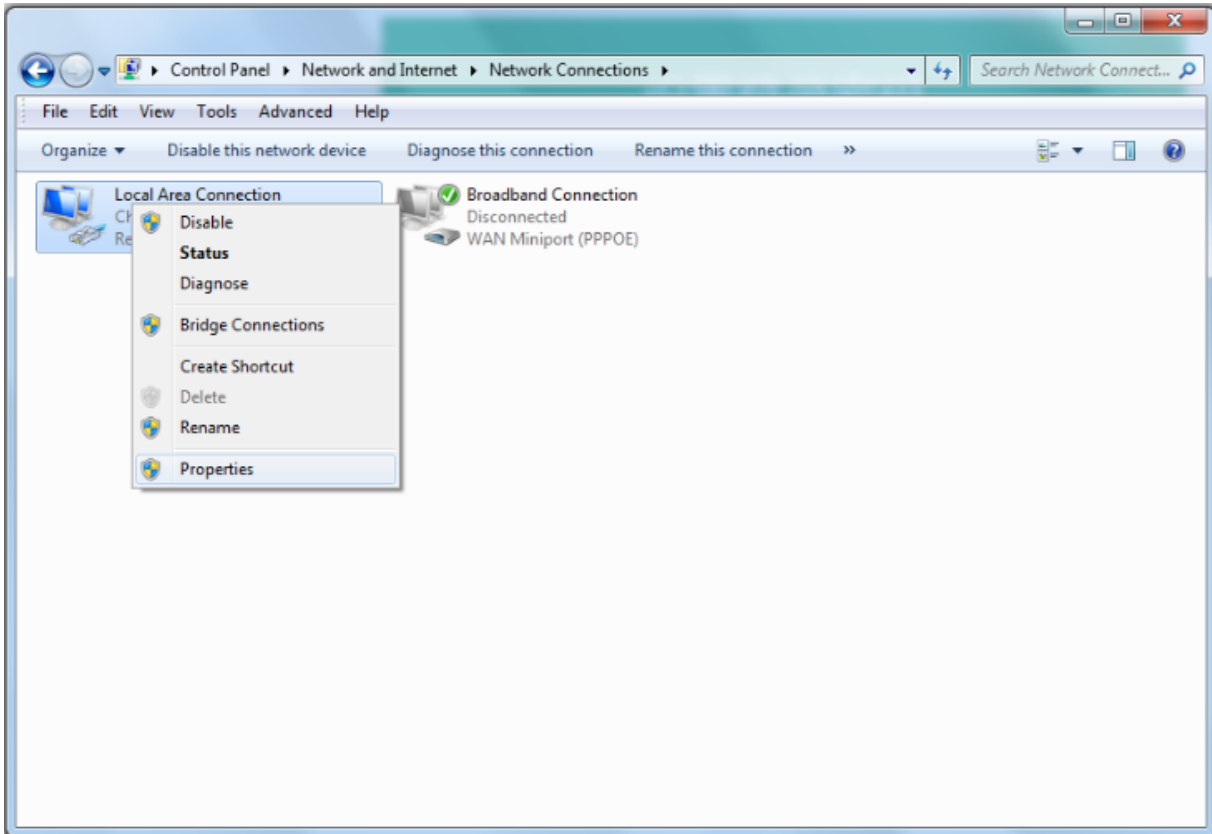 Control Panel Network and Internet Network Connections
Search Network Connect...
File Edit View Tools Advanced Help
Organize Disable this network device Diagnose this connection Rename this connection »
Local Area Connection
Broadband Connection
Disconnected
WAN Miniport (PPPOE)
Disable
Status
Diagnose
Bridge Connections
Create Shortcut
Delete
Rename
Properties